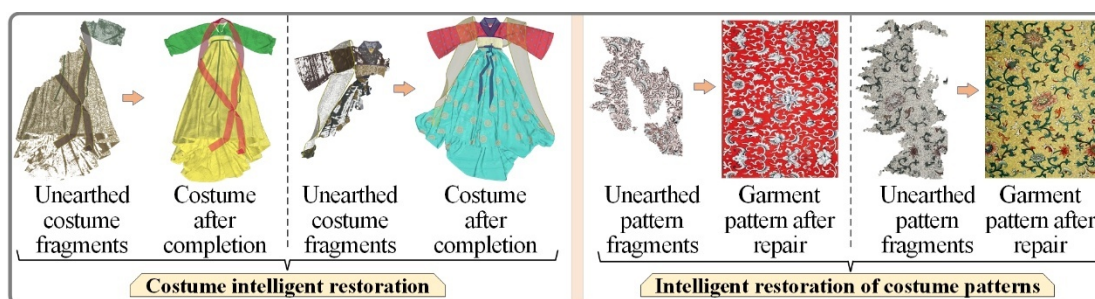 Unearthed
costume
fragments
Costume
after
completion
Unearthed
costume
fragments
Costume
after
completion
Costume intelligent restoration
Unearthed
pattern
fragments
Garment
pattern after
repair
Unearthed
pattern
fragments
Garment
pattern after
repair
Intelligent restoration of costume patterns